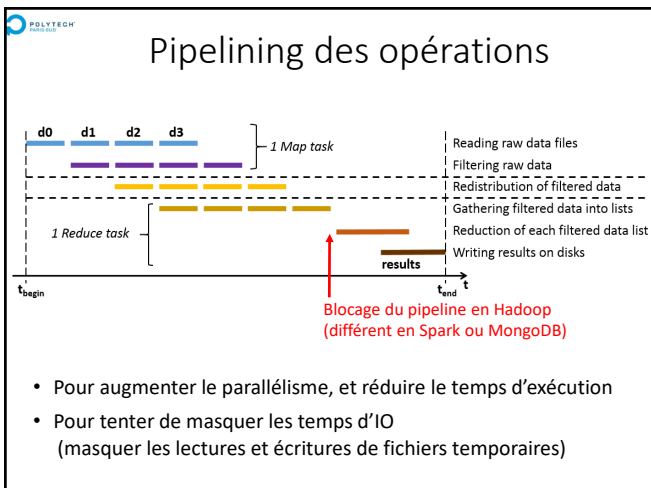 POLYTECH
PARIS-SUD
Pipelining des opérations
d0 d1 d2 d3
1 Map task
Reading raw data files
Filtering raw data
Redistribution of filtered data
Gathering filtered data into lists
1 Reduce task
Reduction of each filtered data list
Writing results on disks
results
t
tbegin
tend
Blocage du pipeline en Hadoop
(différent en Spark ou MongoDB)
• Pour augmenter le parallélisme, et réduire le temps d’exécution
• Pour tenter de masquer les temps d’IO
(masquer les lectures et écritures de fichiers temporaires)